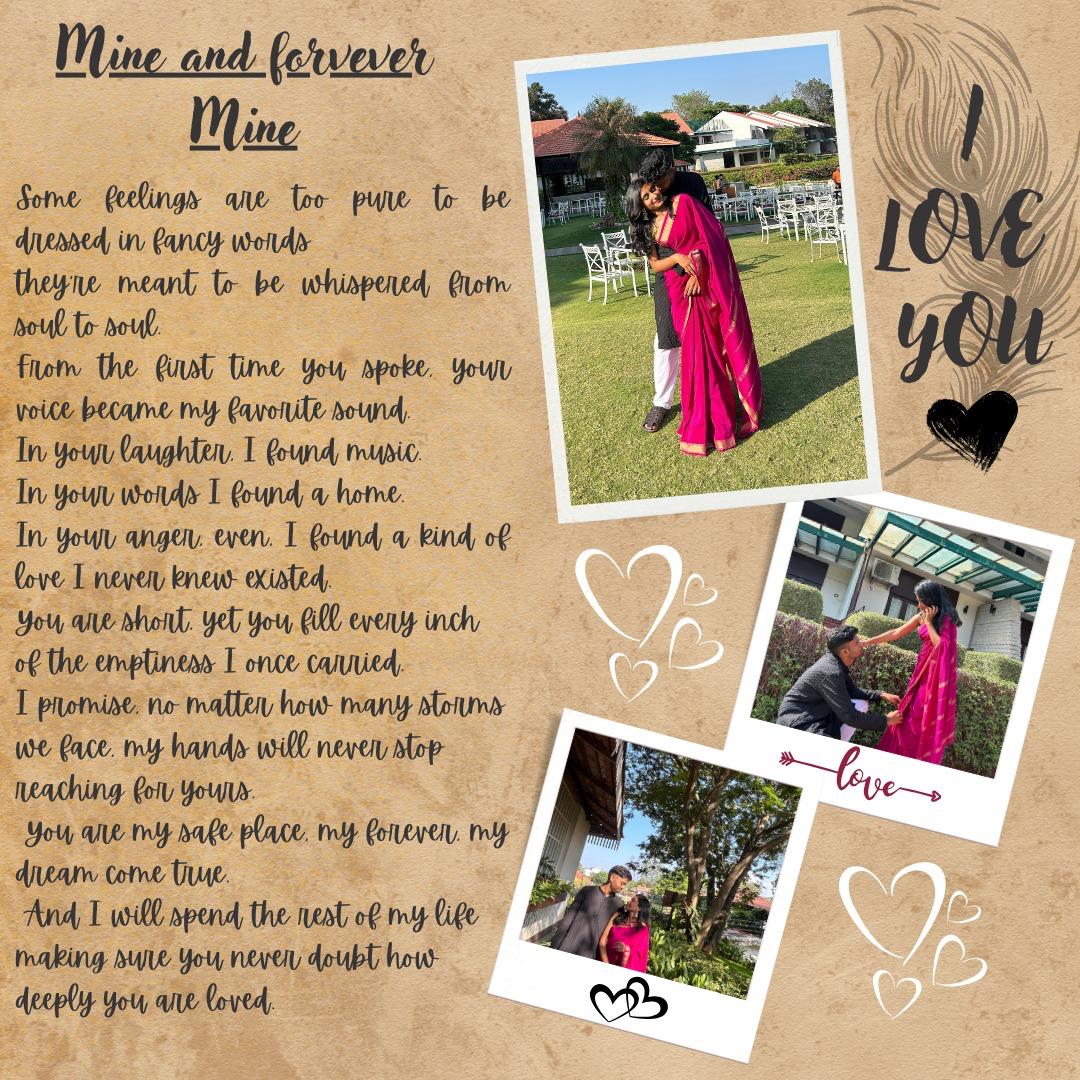 Mine and forvever
Mine
Some feelings are too pure to be
dressed in fancy words
they're meant to be whispered from
soul to soul.
From the first time you spoke, your
voice became my favorite sound.
In your laughter, I found music.
In your words I found a home.
In your anger, even, I found a kind of
love I never knew existed.
You are short, yet you fill every inch
of the emptiness I once carried.
I promise, no matter how many storms
we face, my hands will never stop
reaching for yours.
You are my safe place, my forever, my
dream come true.
And I will spend the rest of my life
making sure you never doubt how
deeply you are loved.
I
LOVE
yOU
love